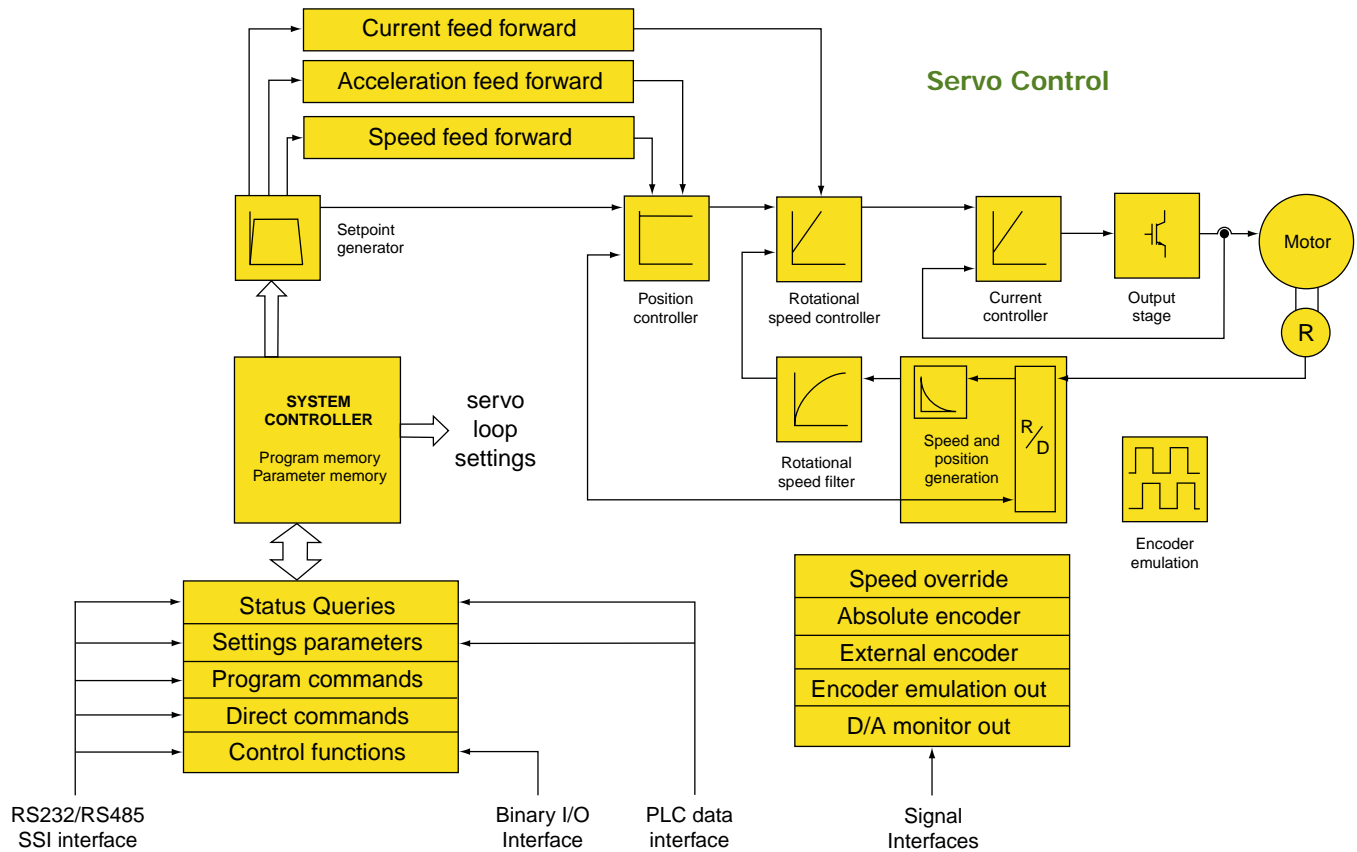 Current feed forward
Acceleration feed forward
Speed feed forward
Servo Control
Setpoint
generator
Position
controller
Rotational
speed controller
Current
controller
Output
stage
Motor
R
SYSTEM
CONTROLLER
Program memory
Parameter memory
servo
loop
settings
Rotational
speed filter
Speed and
position
generation
R/D
Encoder
emulation
Status Queries
Settings parameters
Program commands
Direct commands
Control functions
Speed override
Absolute encoder
External encoder
Encoder emulation out
D/A monitor out
RS232/RS485
SSI interface
Binary I/O
Interface
PLC data
interface
Signal
Interfaces